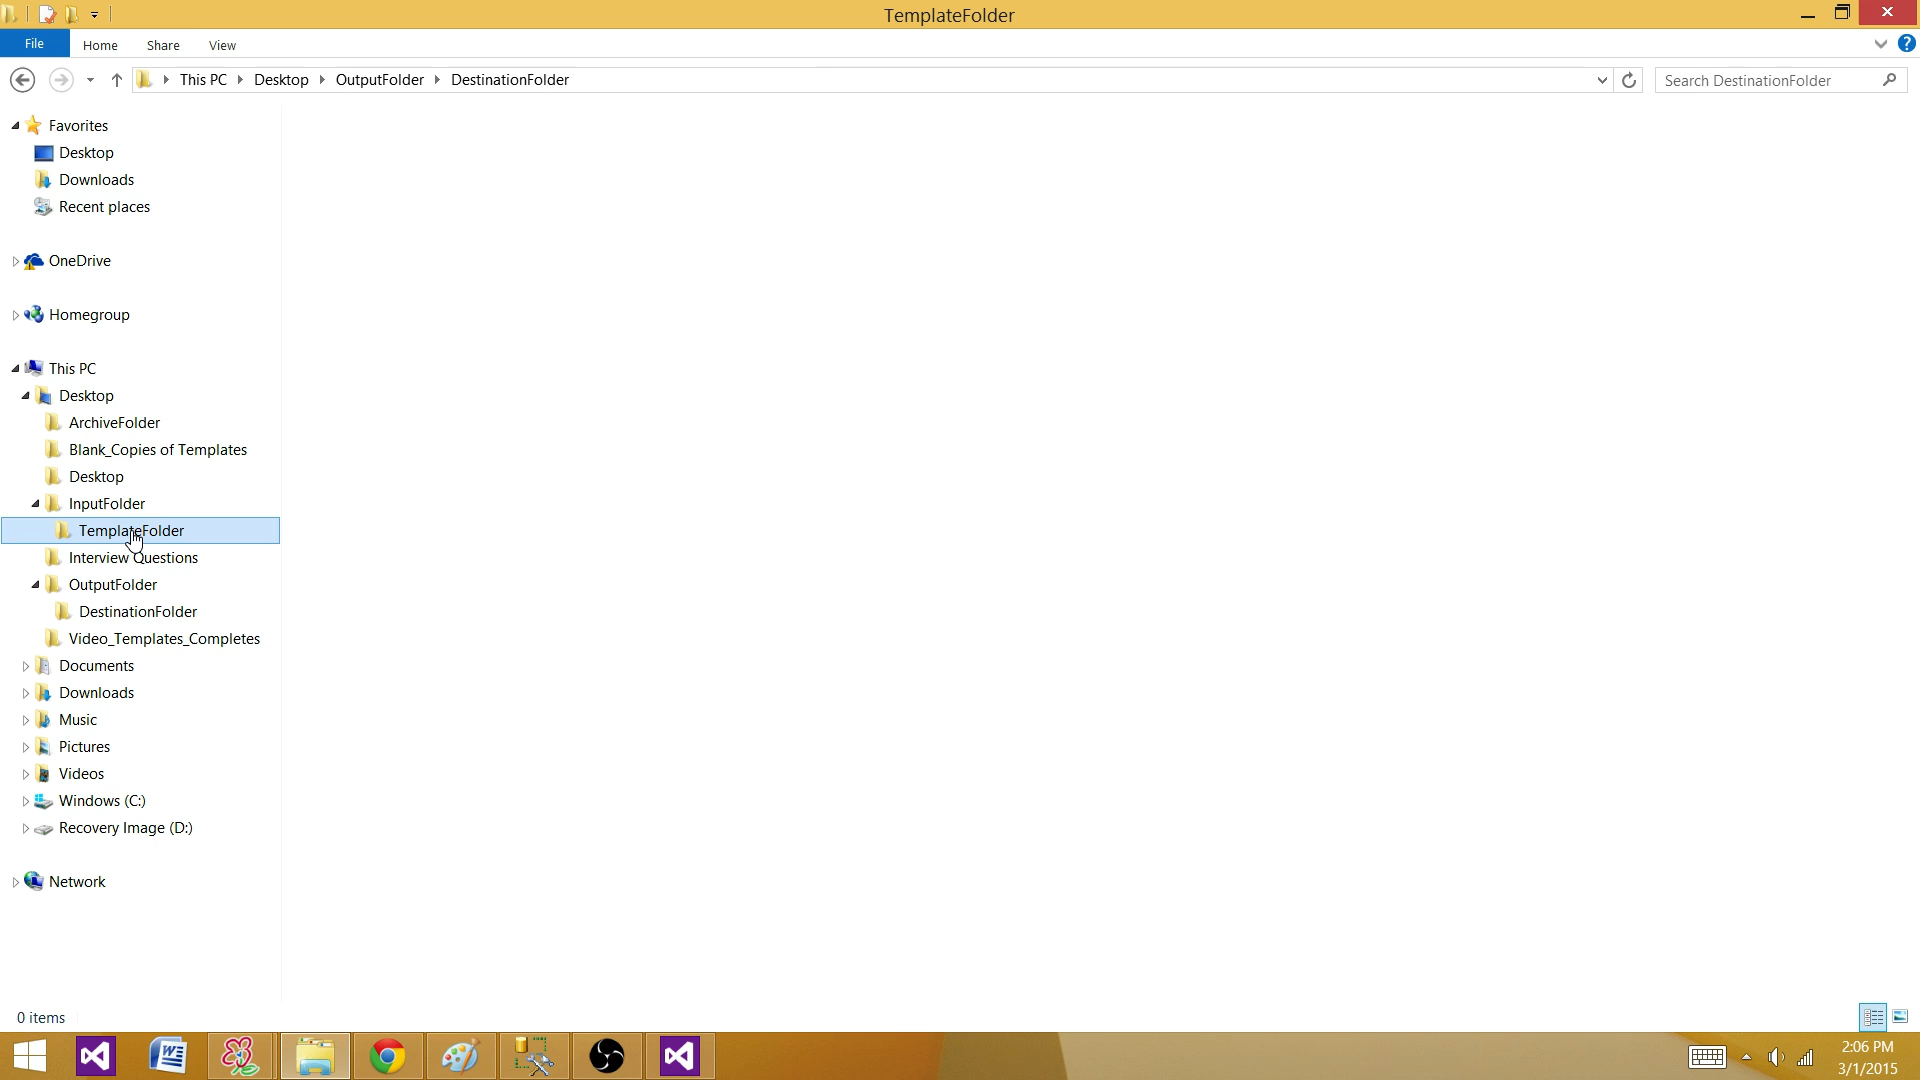 TemplateFolder
File Home Share View
This PC Desktop OutputFolder DestinationFolder Search DestinationFolder
Favorites
Desktop
Downloads
Recent places
OneDrive
Homegroup
This PC
Desktop
ArchiveFolder
Blank_Copies of Templates
Desktop
InputFolder
TemplateFolder
Interview Questions
OutputFolder
DestinationFolder
Video_Templates_Completes
Documents
Downloads
Music
Pictures
Videos
Windows (C:)
Recovery Image (D:)
Network
0 items
2:06 PM
3/1/2015